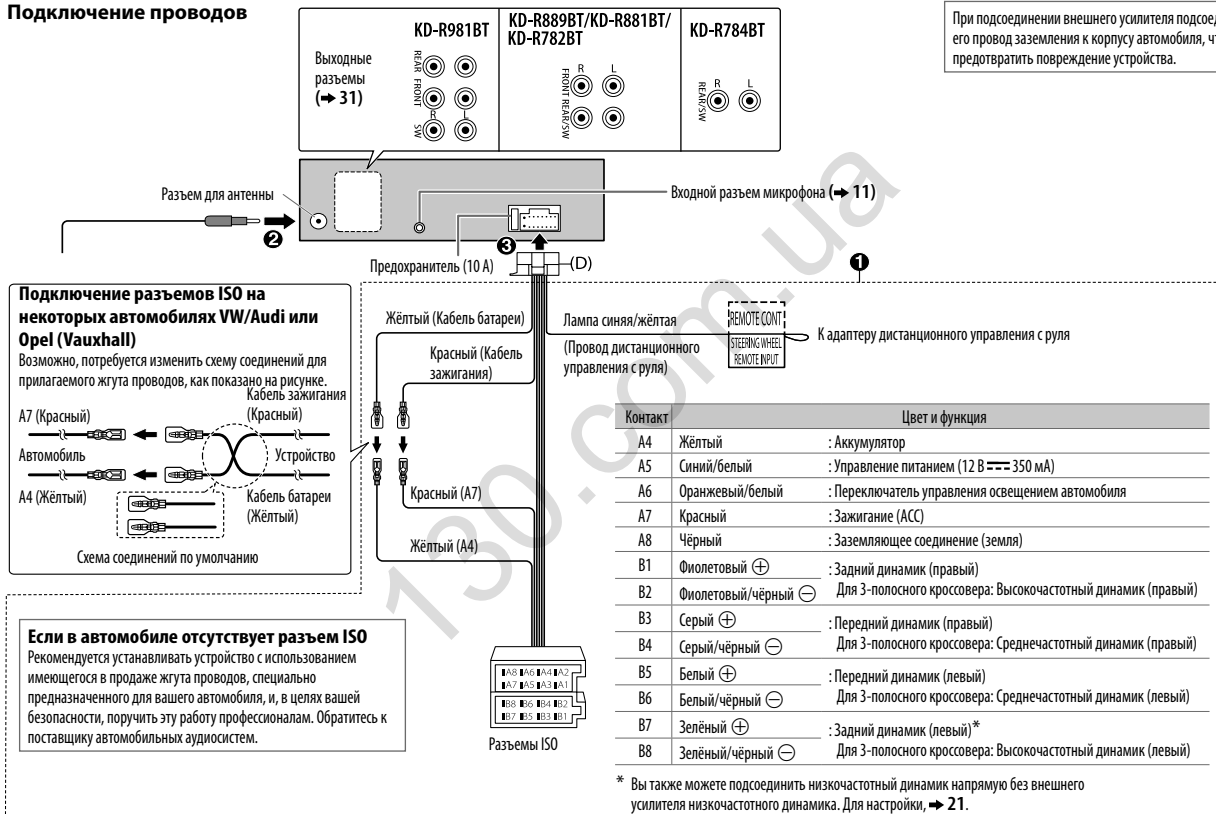 Подключение проводов
KD-R981BT
KD-R889BT/KD-R881BT/
KD-R782BT
KD-R784BT
Выходные
разъемы
(➡ 31)
REAR
FRONT
SW
R
L
R
L
FRONT
REAR/SW
R
L
REAR/SW
При подсоединении внешнего усилителя
его провод заземления к корпусу автомобиля,
предотвратить повреждение устройства.
Разъем для антенны
Входной разъем микрофона (➡ 11)
❷
❸
Предохранитель (10 A)
(D)
❶
Подключение разъемов ISO на
некоторых автомобилях VW/Audi или
Opel (Vauxhall)
Возможно, потребуется изменить схему соединений для
прилагаемого жгута проводов, как показано на рисунке.
Кабель зажигания
(Красный)
A7 (Красный)
Автомобиль
Устройство
A4 (Жёлтый)
Кабель батареи
(Жёлтый)
Схема соединений по умолчанию
Жёлтый (Кабель батареи)
Красный (Кабель
зажигания)
Лампа синяя/жёлтая
(Провод дистанционного
управления с руля)
REMOTE CONT
STEERING WHEEL
REMOTE INPUT
К адаптеру дистанционного управления с руля
Красный (A7)
Жёлтый (A4)
Если в автомобиле отсутствует разъем ISO
Рекомендуется устанавливать устройство с использованием
имеющегося в продаже жгута проводов, специально
предназначенного для вашего автомобиля, и, в целях вашей
безопасности, поручить эту работу профессионалам. Обратитесь к
поставщику автомобильных аудиосистем.
A8 A6 A4 A2
A7 A5 A3 A1
B8 B6 B4 B2
B7 B5 B3 B1
Разъемы ISO
Контакт Цвет и функция
A4 Жёлтый : Аккумулятор
A5 Синий/белый : Управление питанием (12 В ⎓ 350 мА)
A6 Оранжевый/белый : Переключатель управления освещением автомобиля
A7 Красный : Зажигание (ACC)
A8 Чёрный : Заземляющее соединение (земля)
B1 Фиолетовый ⊕ : Задний динамик (правый)
B2 Фиолетовый/чёрный ⊖ Для 3-полосного кроссовера: Высокочастотный динамик (правый)
B3 Серый ⊕ : Передний динамик (правый)
B4 Серый/чёрный ⊖ Для 3-полосного кроссовера: Среднечастотный динамик (правый)
B5 Белый ⊕ : Передний динамик (левый)
B6 Белый/чёрный ⊖ Для 3-полосного кроссовера: Среднечастотный динамик (левый)
B7 Зелёный ⊕ : Задний динамик (левый)*
B8 Зелёный/чёрный ⊖ Для 3-полосного кроссовера: Высокочастотный динамик (левый)
* Вы также можете подсоединить низкочастотный динамик напрямую без внешнего
усилителя низкочастотного динамика. Для настройки, ➡ 21.
130.com.ua